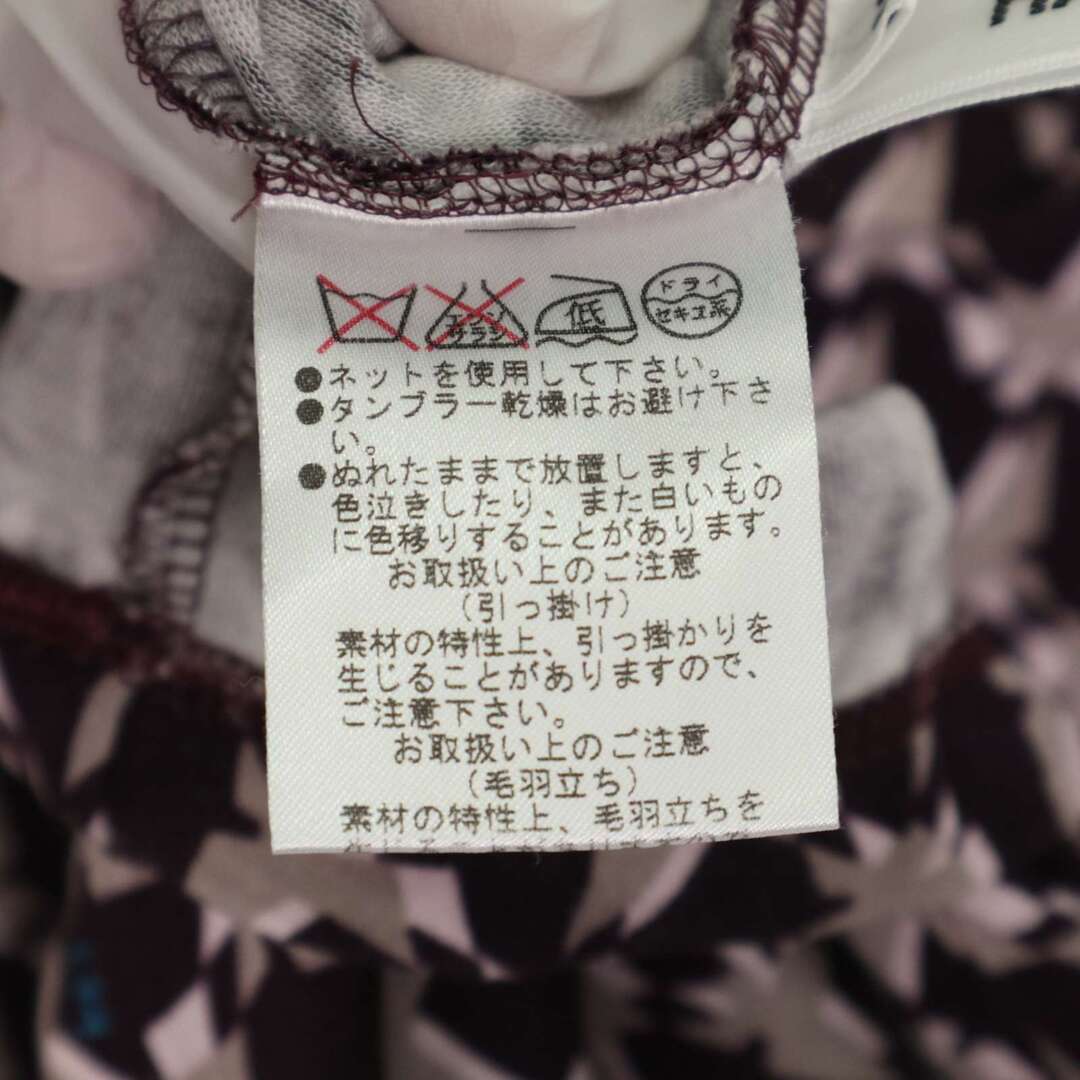 エンソ サラシ
低
ドライ
セキユ系
●ネットを使用して下さい。
●タンブラー乾燥はお避け下さ
い。
●ぬれたままで放置しますと、
色泣きしたり、また白いもの
に色移りすることがあります。
お取扱い上のご注意
(引っ掛け)
素材の特性上、引っ掛かりを
生じることがありますので、
ご注意下さい。
お取扱い上のご注意
(毛羽立ち)
素材の特性上、毛羽立ちを